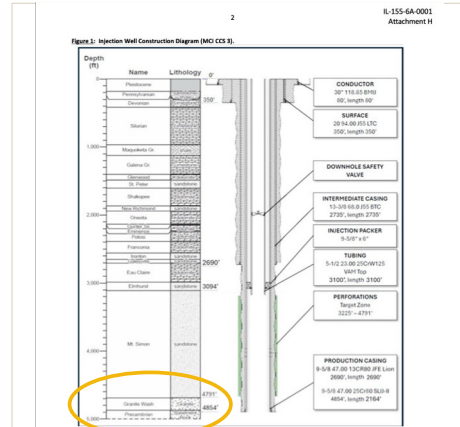 2
IL-155-6A-0001
Attachment H
Figure 1: Injection Well Construction Diagram (MCI CCS 3).
Depth
(ft)
Name Lithology
0'
0
Pleistocene
Pennsylvanian
Devonian
350'
Silurian
1,000
Maquoketa Gr.
Galena Gr.
Glenwood
St. Peter sandstone
Shakopee
New Richmond sandstone
2,000
Oneota
Eminence
Potosi
Franconia
Ironton sandstone
2690'
Eau Claire
3,000
Elmhurst sandstone
3094'
Mt. Simon sandstone
4,000
4791'
Granite Wash
4854'
Precambrian
5,000
CONDUCTOR
30" 118.65 BHU
80', length 80'
SURFACE
20 94.00 J55 LTC
350', length 350'
DOWNHOLE SAFETY
VALVE
INTERMEDIATE CASING
13-3/8 68.0 J55 BTC
2735', length 2735'
INJECTION PACKER
9-5/8" x 6"
TUBING
5-1/2 23.00 25CrW125
VAM Top
3100', length 3100'
PERFORATIONS
Target Zone
3225' – 4791'
PRODUCTION CASING
9-5/8 47.00 13CR80 JFE Lion
2690', length 2690'
9-5/8 47.00 25Cr80 SLIJ-II
4854', length 2164'